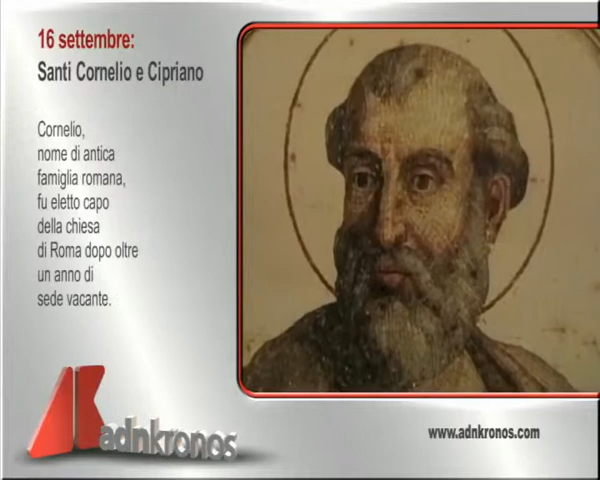 16 settembre:
Santi Cornelio e Cipriano
Cornelio,
nome di antica
famiglia romana,
fu eletto capo
della chiesa
di Roma dopo oltre
un anno di
sede vacante.
adnkronos
www.adnkronos.com